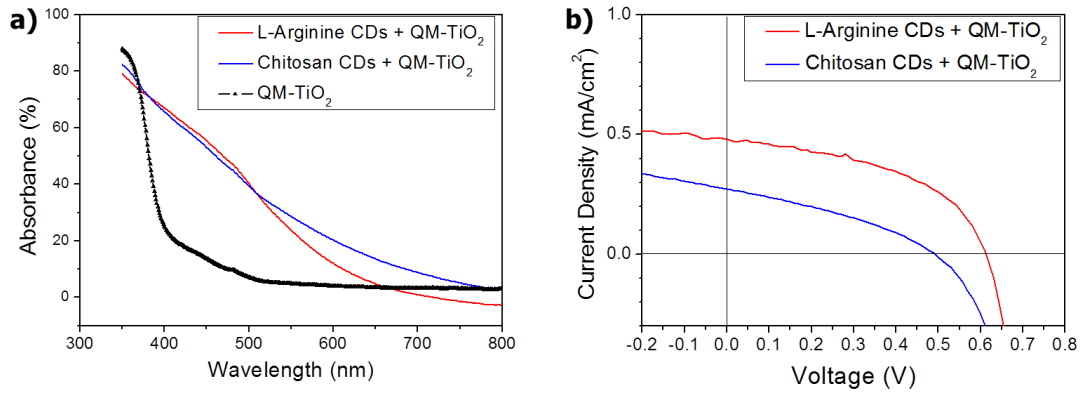 a)
L-Arginine CDs + QM-TiO₂
Chitosan CDs + QM-TiO₂
QM-TiO₂
Absorbance (%)
100
80
60
40
20
0
300 400 500 600 700 800
Wavelength (nm)
b)
L-Arginine CDs + QM-TiO₂
Chitosan CDs + QM-TiO₂
Current Density (mA/cm²)
1.0
0.5
0.0
-0.2 -0.1 0.0 0.1 0.2 0.3 0.4 0.5 0.6 0.7 0.8
Voltage (V)